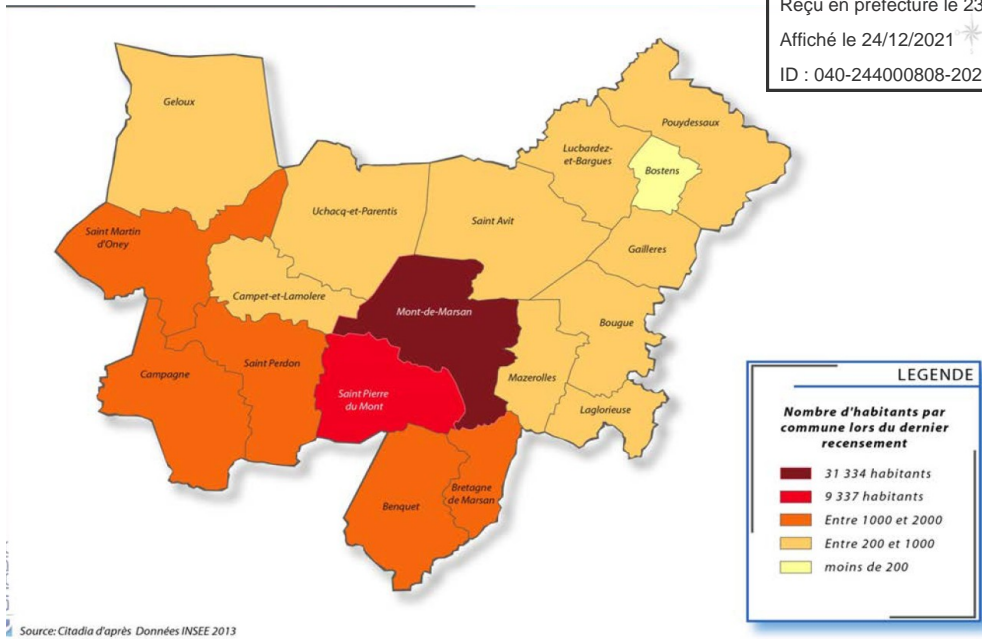 Reçu en préfecture le 23
Affiché le 24/12/2021
ID : 040-244000808-202
Geloux
Pouydessaux
Lucbardez-
et-Bargues
Bostens
Uchacq-et-Parentis
Saint Avit
Saint Martin
d'Oney
Gailleres
Campet-et-Lamolere
Mont-de-Marsan
Bougue
Saint Perdon
Campagne
Mazerolles
Saint Pierre
du Mont
Laglorieuse
Bretagne
de Marsan
Benquet
LEGENDE
Nombre d'habitants par
commune lors du dernier
recensement
31 334 habitants
9 337 habitants
Entre 1000 et 2000
Entre 200 et 1000
moins de 200
Source: Citadia d'après Données INSEE 2013